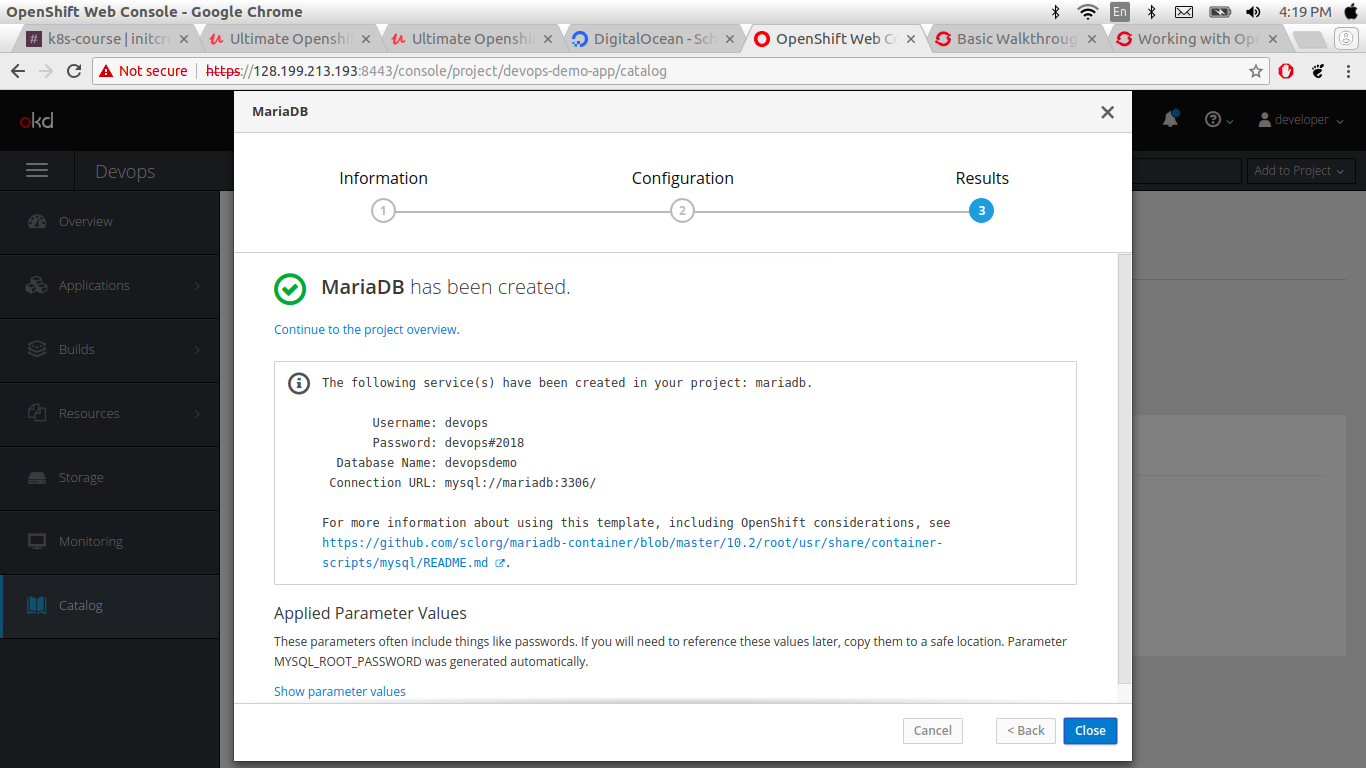 OpenShift Web Console - Google Chrome
En
4:19 PM
# k8s-course | initcr
Ultimate Openshi
Ultimate Openshi
DigitalOcean - Sch
OpenShift Web Co
Basic Walkthroug
Working with Ope
Not secure
https://128.199.213.193:8443/console/project/devops-demo-app/catalog
okd
MariaDB
developer
Devops
Add to Project
Information
Configuration
Results
1
2
3
Overview
Applications
Builds
Resources
Storage
Monitoring
Catalog
MariaDB has been created.
Continue to the project overview.
The following service(s) have been created in your project: mariadb.
Username: devops
Password: devops#2018
Database Name: devopsdemo
Connection URL: mysql://mariadb:3306/
For more information about using this template, including OpenShift considerations, see
https://github.com/sclorg/mariadb-container/blob/master/10.2/root/usr/share/container-
scripts/mysql/README.md .
Applied Parameter Values
These parameters often include things like passwords. If you will need to reference these values later, copy them to a safe location. Parameter
MYSQL_ROOT_PASSWORD was generated automatically.
Show parameter values
Cancel
< Back
Close